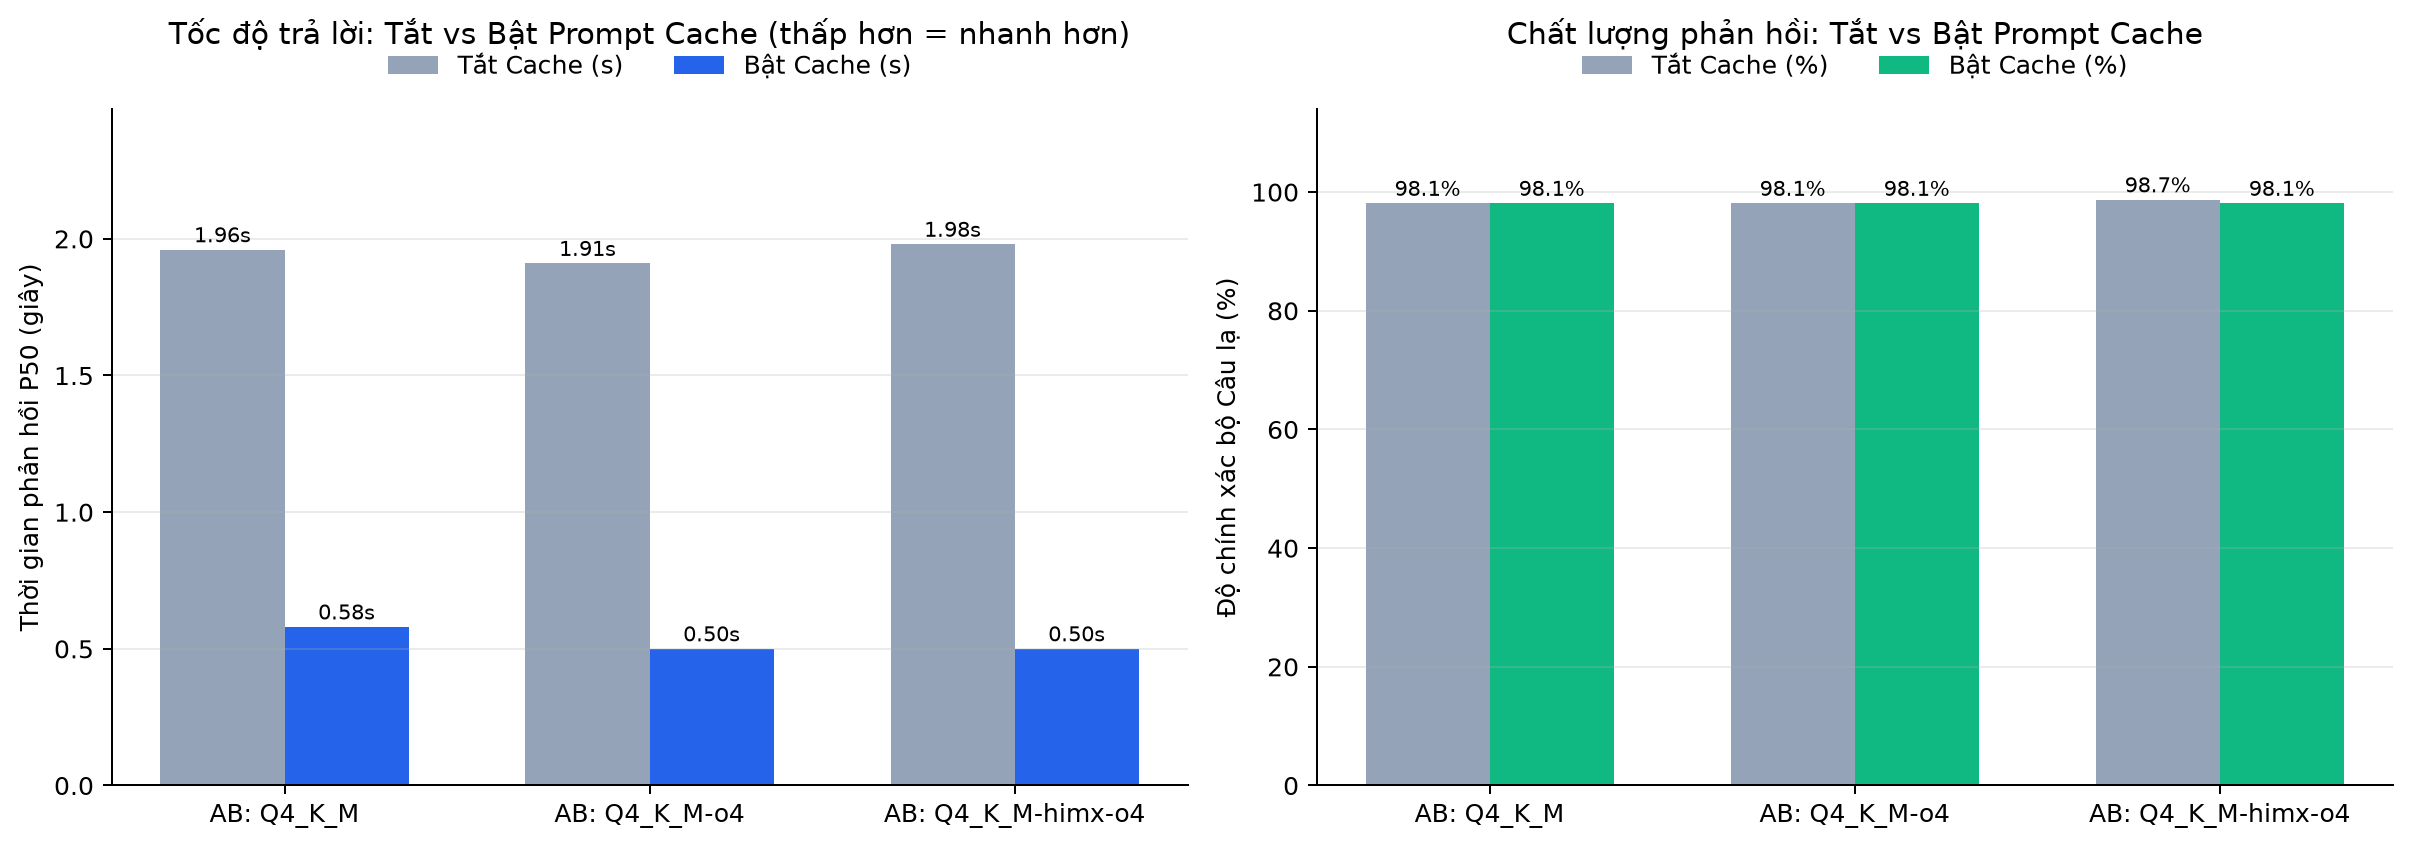 Tốc độ trả lời: Tắt vs Bật Prompt Cache (thấp hơn = nhanh hơn)
Tắt Cache (s) Bật Cache (s)
Thời gian phản hồi P50 (giây)
2.0
1.5
1.0
0.5
0.0
1.96s
0.58s
1.91s
0.50s
1.98s
0.50s
AB: Q4_K_M
AB: Q4_K_M-o4
AB: Q4_K_M-himx-o4
Chất lượng phản hồi: Tắt vs Bật Prompt Cache
Tắt Cache (%) Bật Cache (%)
Độ chính xác bộ Câu lạ (%)
100
80
60
40
20
0
98.1%
98.1%
98.1%
98.1%
98.7%
98.1%
AB: Q4_K_M
AB: Q4_K_M-o4
AB: Q4_K_M-himx-o4